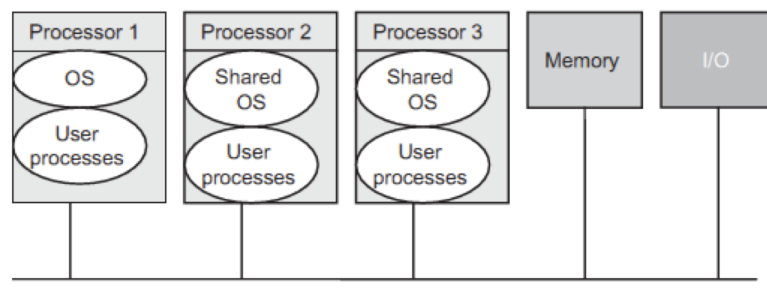 Processor 1
OS
User
processes
Processor 2
Shared
OS
User
processes
Processor 3
Shared
OS
User
processes
Memory
I/O